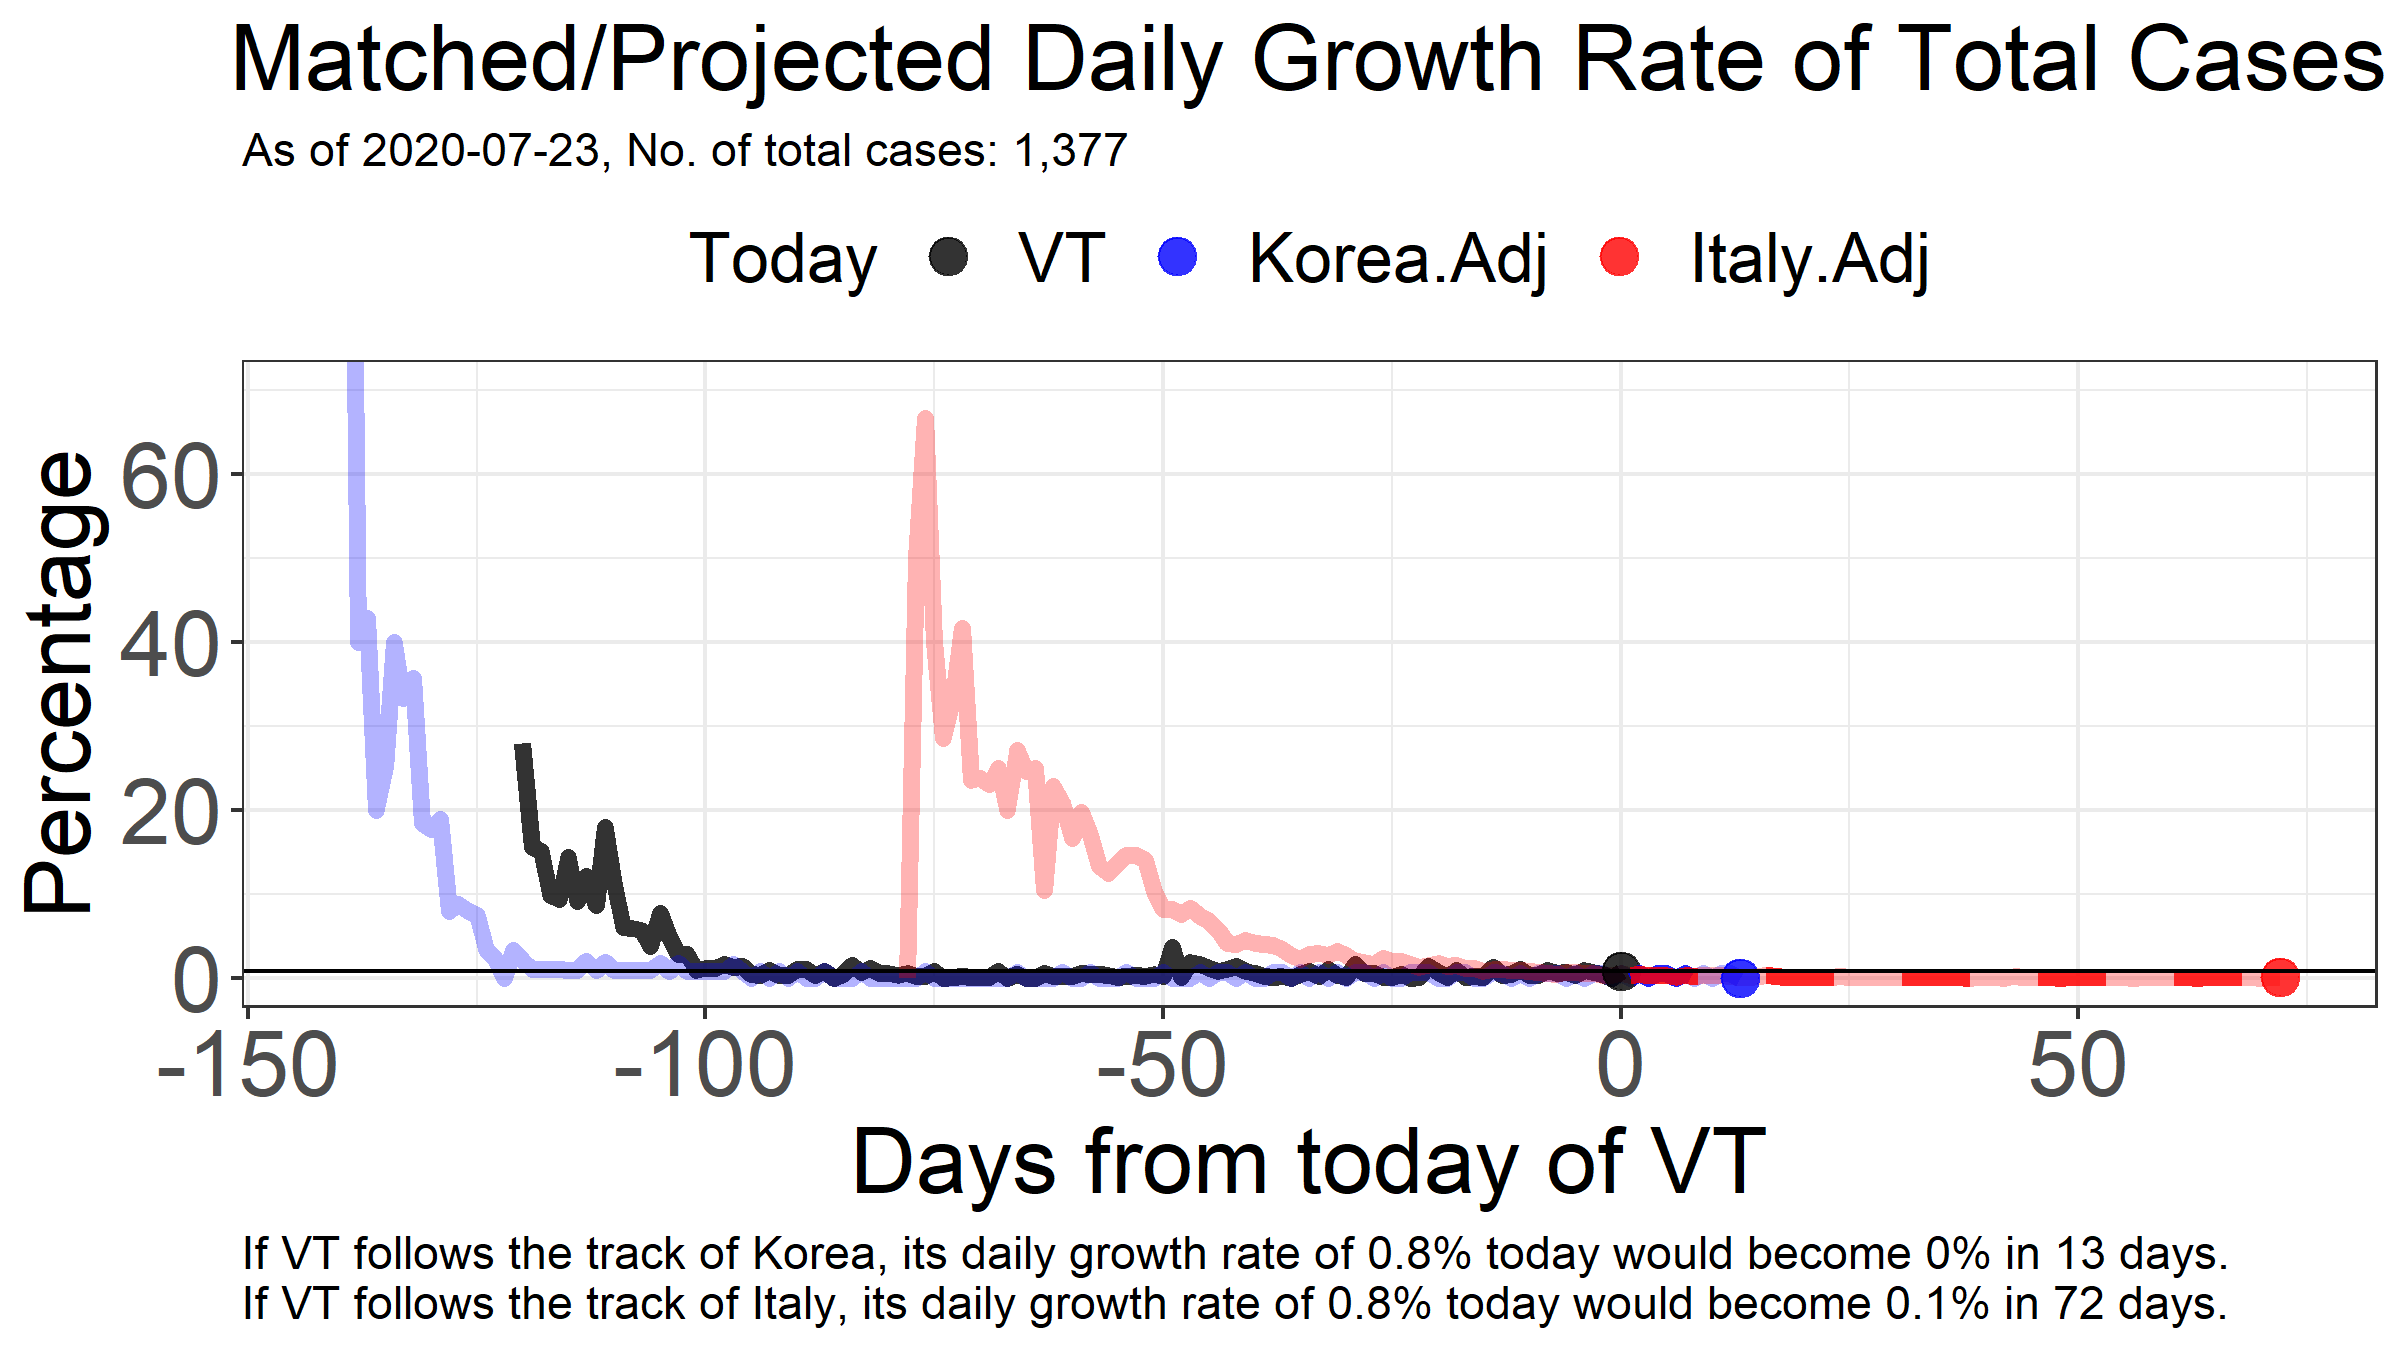 Matched/Projected Daily Growth Rate of Total Cases
As of 2020-07-23, No. of total cases: 1,377
Today VT Korea.Adj Italy.Adj
Percentage
60
40
20
0
-150 -100 -50 0 50
Days from today of VT
If VT follows the track of Korea, its daily growth rate of 0.8% today would become 0% in 13 days.
If VT follows the track of Italy, its daily growth rate of 0.8% today would become 0.1% in 72 days.